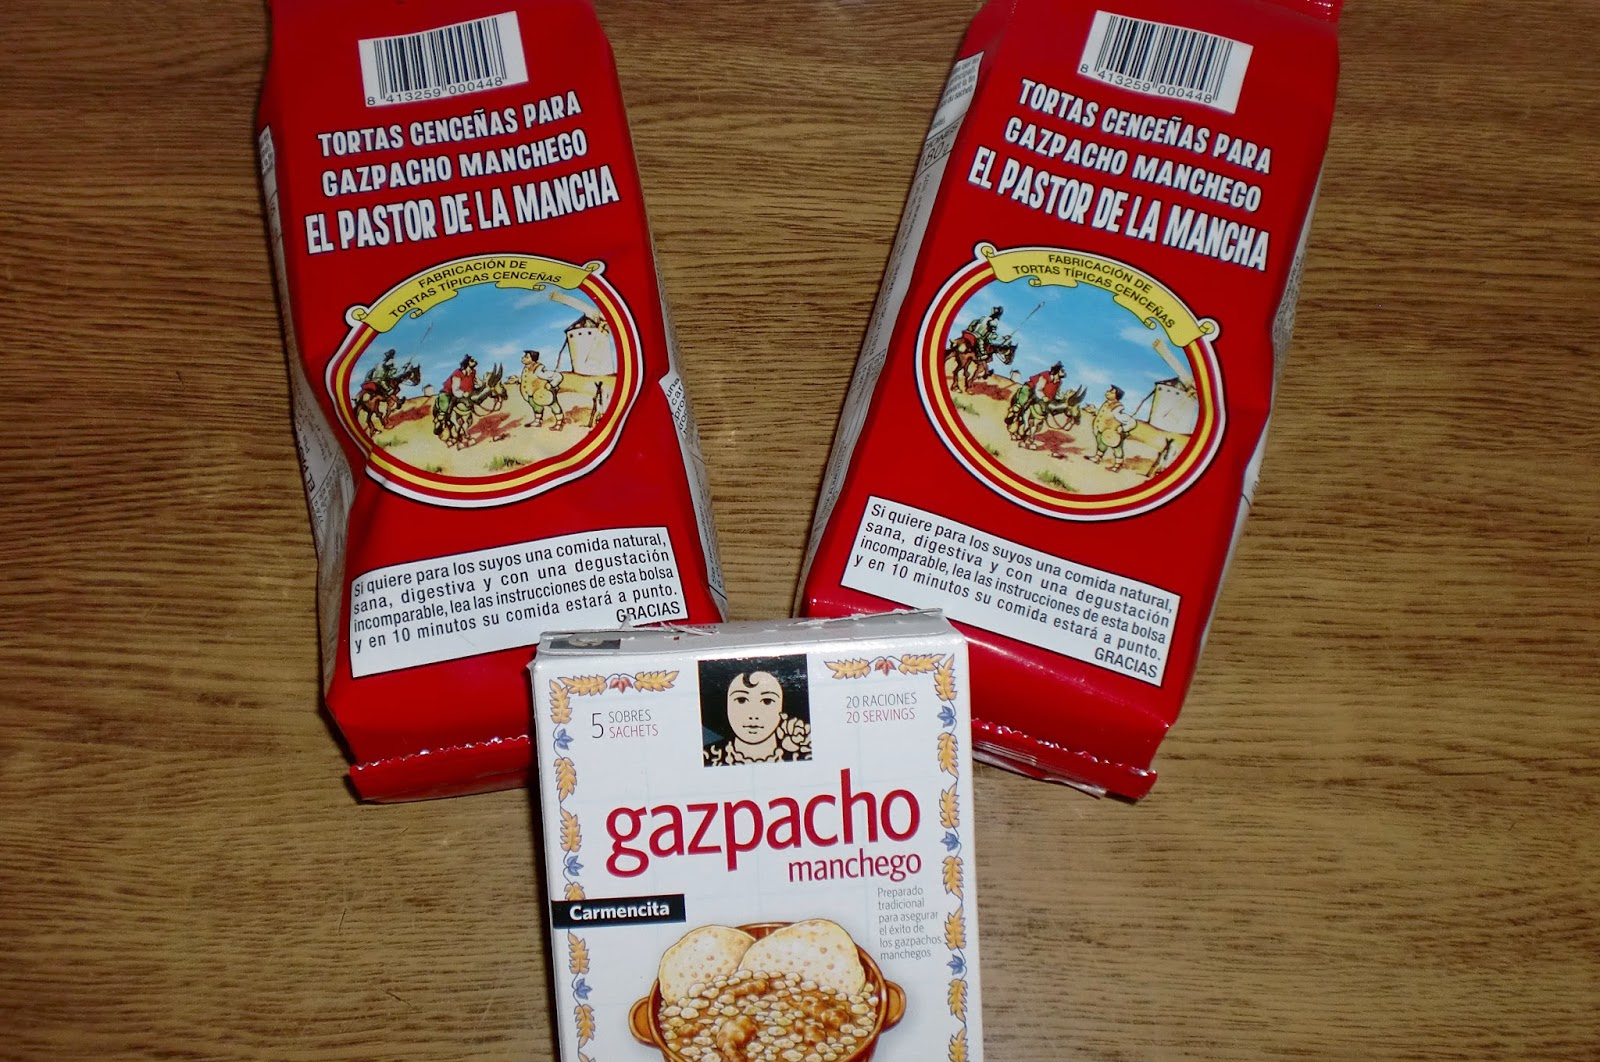 8 413259 000448
TORTAS CENCEÑAS PARA
GAZPACHO MANCHEGO
EL PASTOR DE LA MANCHA
FABRICACIÓN DE
TORTAS TÍPICAS CENCEÑAS
Si quiere para los suyos una comida natural,
sana, digestiva y con una degustación
incomparable, lea las instrucciones de esta bolsa
y en 10 minutos su comida estará a punto.
GRACIAS
8 413259 000448
TORTAS CENCEÑAS PARA
GAZPACHO MANCHEGO
EL PASTOR DE LA MANCHA
FABRICACIÓN DE
TORTAS TÍPICAS CENCEÑAS
Si quiere para los suyos una comida natural,
sana, digestiva y con una degustación
incomparable, lea las instrucciones de esta bolsa
y en 10 minutos su comida estará a punto.
GRACIAS
5 SOBRES
SACHETS
20 RACIONES
20 SERVINGS
gazpacho
manchego
Carmencita
Preparado
tradicional
para asegurar
el éxito de
los gazpachos
manchegos